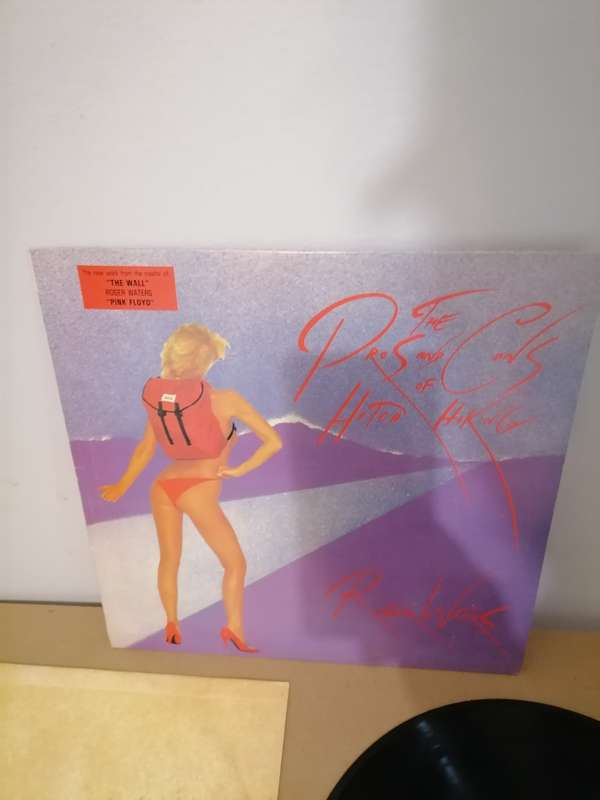 The new work from the creator of
"THE WALL"
ROGER WATERS
"PINK FLOYD"
THE
PROS AND CONS
OF
HITCH HIKING
Roger Waters